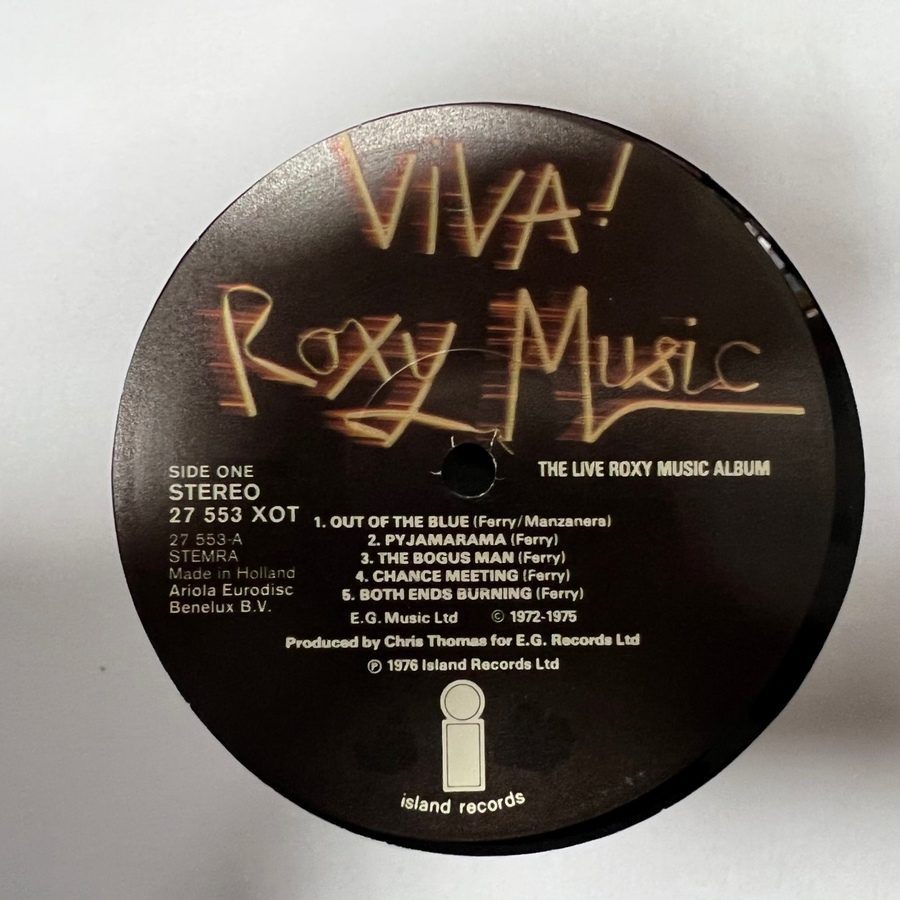 VIVA!
Roxy Music
THE LIVE ROXY MUSIC ALBUM
SIDE ONE
STEREO
27 553 XOT
27 553-A
STEMRA
Made in Holland
Ariola Eurodisc
Benelux B.V.
1. OUT OF THE BLUE (Ferry/Manzanera)
2. PYJAMARAMA (Ferry)
3. THE BOGUS MAN (Ferry)
4. CHANCE MEETING (Ferry)
5. BOTH ENDS BURNING (Ferry)
E.G. Music Ltd © 1972-1975
Produced by Chris Thomas for E.G. Records Ltd
℗ 1976 Island Records Ltd
island records